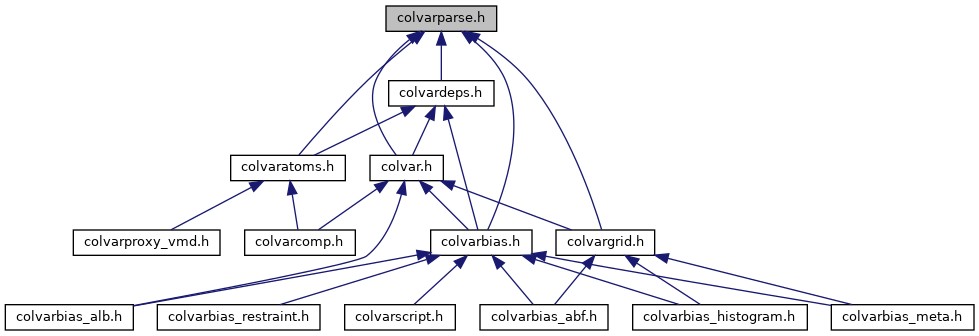 colvarparse.h
colvardeps.h
colvaratoms.h
colvar.h
colvarproxy_vmd.h
colvarcomp.h
colvarbias.h
colvargrid.h
colvarbias_alb.h
colvarbias_restraint.h
colvarscript.h
colvarbias_abf.h
colvarbias_histogram.h
colvarbias_meta.h